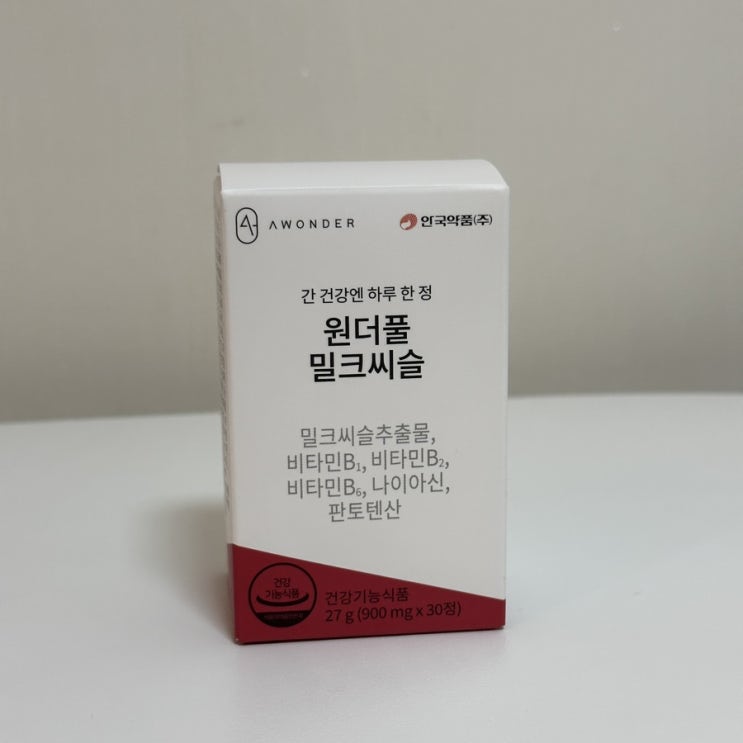 AWONDER
안국약품(주)
간 건강엔 하루 한 정
원더풀
밀크씨슬
밀크씨슬추출물,
비타민B₁, 비타민B₂,
비타민B₆, 나이아신,
판토텐산
건강
기능식품
건강기능식품
27 g (900 mg x 30정)